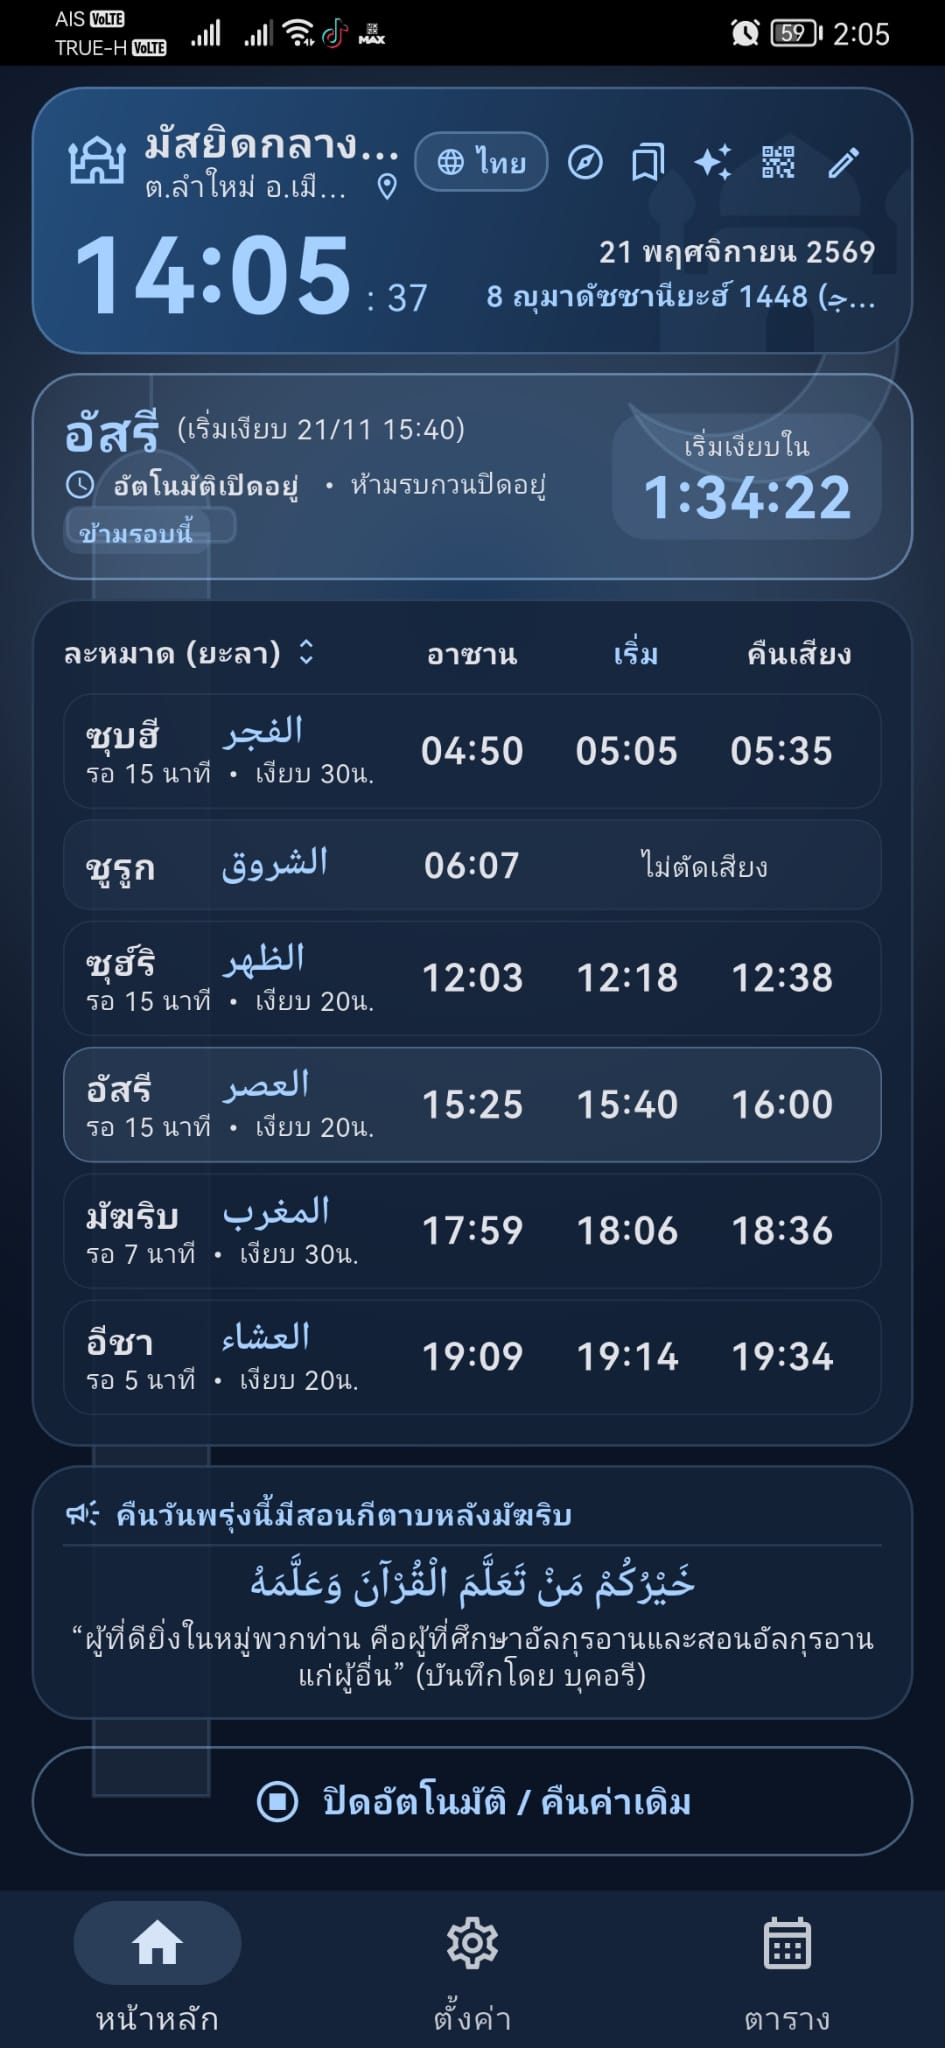 AIS VoLTE
TRUE-H VoLTE
MAX
59 2:05
มัสยิดกลาง...
ไทย
ต.ลำใหม่ อ.เมื...
14:05 : 37
21 พฤศจิกายน 2569
8 ญุมาดัซซานียะฮ์ 1448 (ج...
อัสรี (เริ่มเงียบ 21/11 15:40)
อัตโนมัติเปิดอยู่ • ห้ามรบกวนปิดอยู่
ข้ามรอบนี้
เริ่มเงียบใน
1:34:22
ละหมาด (ยะลา) อาซาน เริ่ม คืนเสียง
ซุบฮี الفجر 04:50 05:05 05:35
รอ 15 นาที • เงียบ 30น.
ชูรูก الشروق 06:07 ไม่ตัดเสียง
ซุฮ์ริ الظهر 12:03 12:18 12:38
รอ 15 นาที • เงียบ 20น.
อัสรี العصر 15:25 15:40 16:00
รอ 15 นาที • เงียบ 20น.
มัฆริบ المغرب 17:59 18:06 18:36
รอ 7 นาที • เงียบ 30น.
อีชา العشاء 19:09 19:14 19:34
รอ 5 นาที • เงียบ 20น.
คืนวันพรุ่งนี้มีสอนกีตาบหลังมัฆริบ
خَيْرُكُمْ مَنْ تَعَلَّمَ الْقُرْآنَ وَعَلَّمَهُ
“ผู้ที่ดียิ่งในหมู่พวกท่าน คือผู้ที่ศึกษาอัลกุรอานและสอนอัลกุรอาน
แก่ผู้อื่น” (บันทึกโดย บุคอรี)
ปิดอัตโนมัติ / คืนค่าเดิม
หน้าหลัก
ตั้งค่า
ตาราง